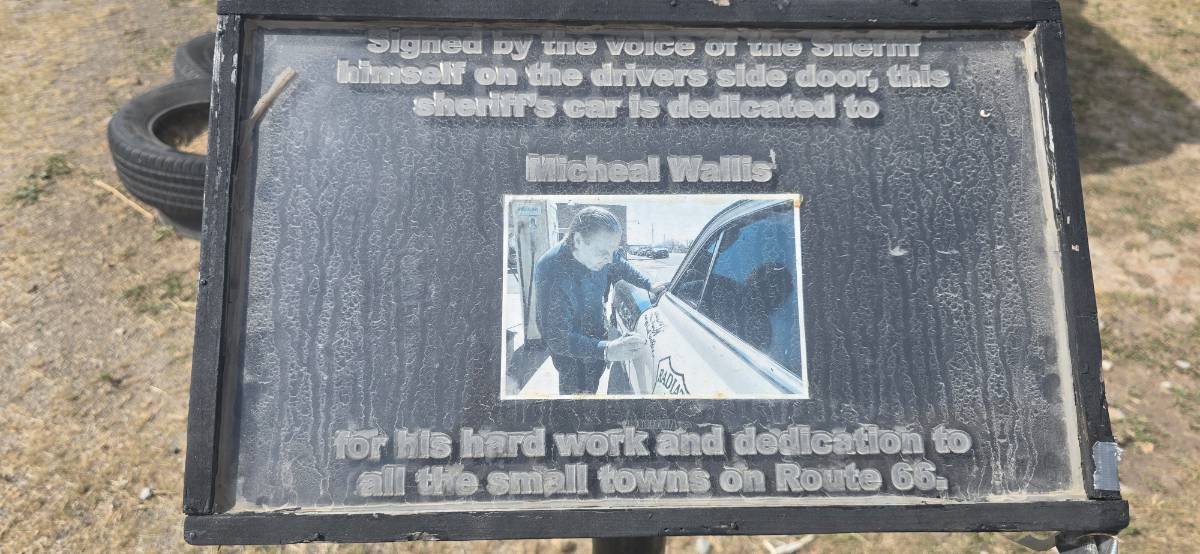 Signed by the voice of the Sheriff
himself on the drivers side door, this
sheriff's car is dedicated to
Micheal Wallis
RADIA
for his hard work and dedication to
all the small towns on Route 66.